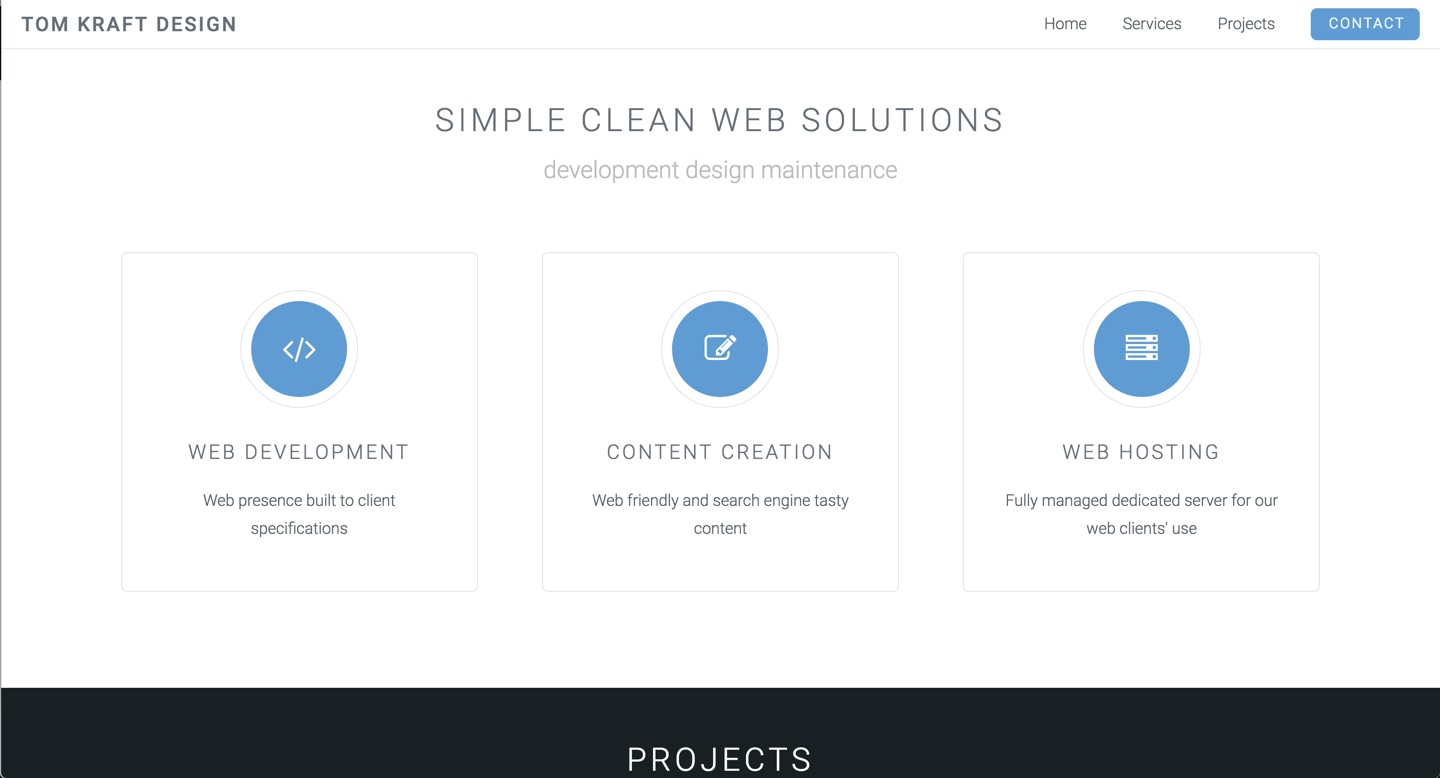 TOM KRAFT DESIGN
Home Services Projects CONTACT
SIMPLE CLEAN WEB SOLUTIONS
development design maintenance
WEB DEVELOPMENT
Web presence built to client
specifications
CONTENT CREATION
Web friendly and search engine tasty
content
WEB HOSTING
Fully managed dedicated server for our
web clients' use
PROJECTS